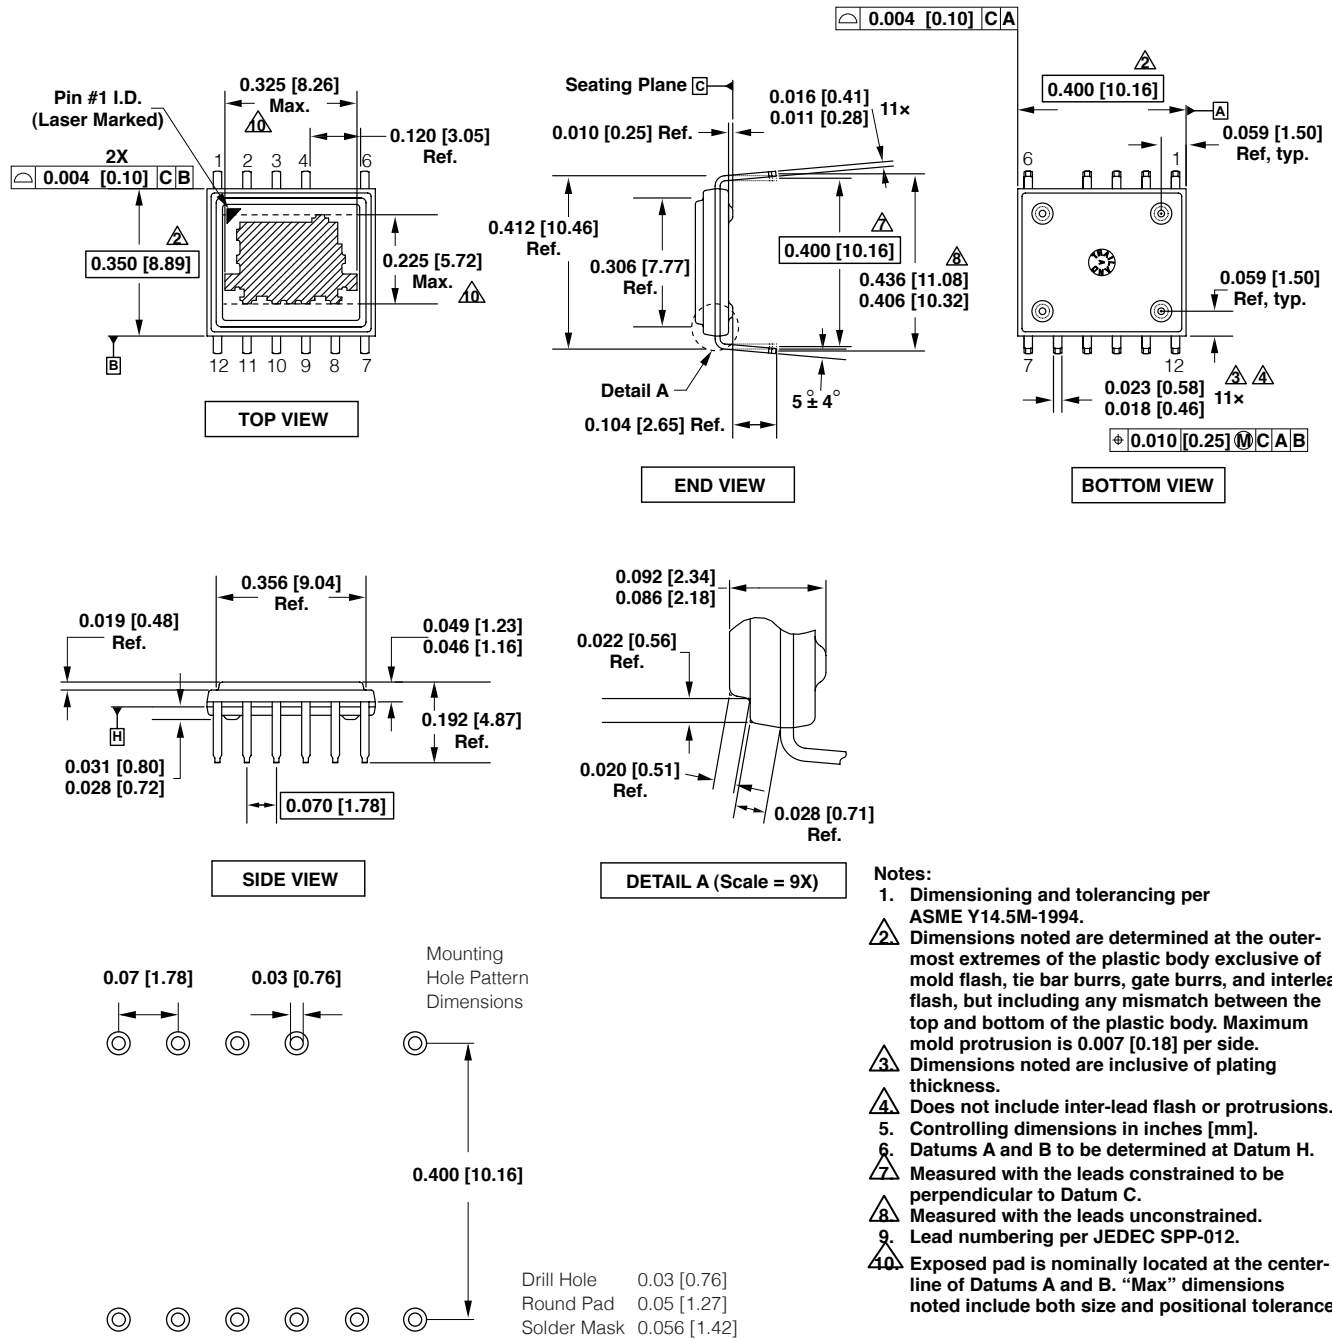 ⌓ 0.004 [0.10] C A
Pin #1 I.D.
(Laser Marked)
0.325 [8.26]
Max.
10
0.120 [3.05]
Ref.
2X
⌓ 0.004 [0.10] C B
1 2 3 4 6
2
0.350 [8.89]
0.225 [5.72]
Max.
10
B
12 11 10 9 8 7
TOP VIEW
Seating Plane C
0.010 [0.25] Ref.
0.016 [0.41]
0.011 [0.28]
11×
0.412 [10.46]
Ref.
0.306 [7.77]
Ref.
7
0.400 [10.16]
8
0.436 [11.08]
0.406 [10.32]
Detail A
0.104 [2.65] Ref.
5 ± 4°
END VIEW
2
0.400 [10.16]
A
0.059 [1.50]
Ref, typ.
6 1
0.059 [1.50]
Ref, typ.
7 12
3 4
0.023 [0.58]
0.018 [0.46]
11×
⌖ 0.010 [0.25] Ⓜ C A B
BOTTOM VIEW
0.356 [9.04]
Ref.
0.019 [0.48]
Ref.
0.049 [1.23]
0.046 [1.16]
0.192 [4.87]
Ref.
H
0.031 [0.80]
0.028 [0.72]
0.070 [1.78]
SIDE VIEW
0.092 [2.34]
0.086 [2.18]
0.022 [0.56]
Ref.
0.020 [0.51]
Ref.
0.028 [0.71]
Ref.
DETAIL A (Scale = 9X)
Mounting
Hole Pattern
Dimensions
0.07 [1.78]
0.03 [0.76]
0.400 [10.16]
Drill Hole 0.03 [0.76]
Round Pad 0.05 [1.27]
Solder Mask 0.056 [1.42]
Notes:
1. Dimensioning and tolerancing per
ASME Y14.5M-1994.
2. Dimensions noted are determined at the outer-
most extremes of the plastic body exclusive of
mold flash, tie bar burrs, gate burrs, and interlea
flash, but including any mismatch between the
top and bottom of the plastic body. Maximum
mold protrusion is 0.007 [0.18] per side.
3. Dimensions noted are inclusive of plating
thickness.
4. Does not include inter-lead flash or protrusions.
5. Controlling dimensions in inches [mm].
6. Datums A and B to be determined at Datum H.
7. Measured with the leads constrained to be
perpendicular to Datum C.
8. Measured with the leads unconstrained.
9. Lead numbering per JEDEC SPP-012.
10. Exposed pad is nominally located at the center-
line of Datums A and B. “Max” dimensions
noted include both size and positional tolerance